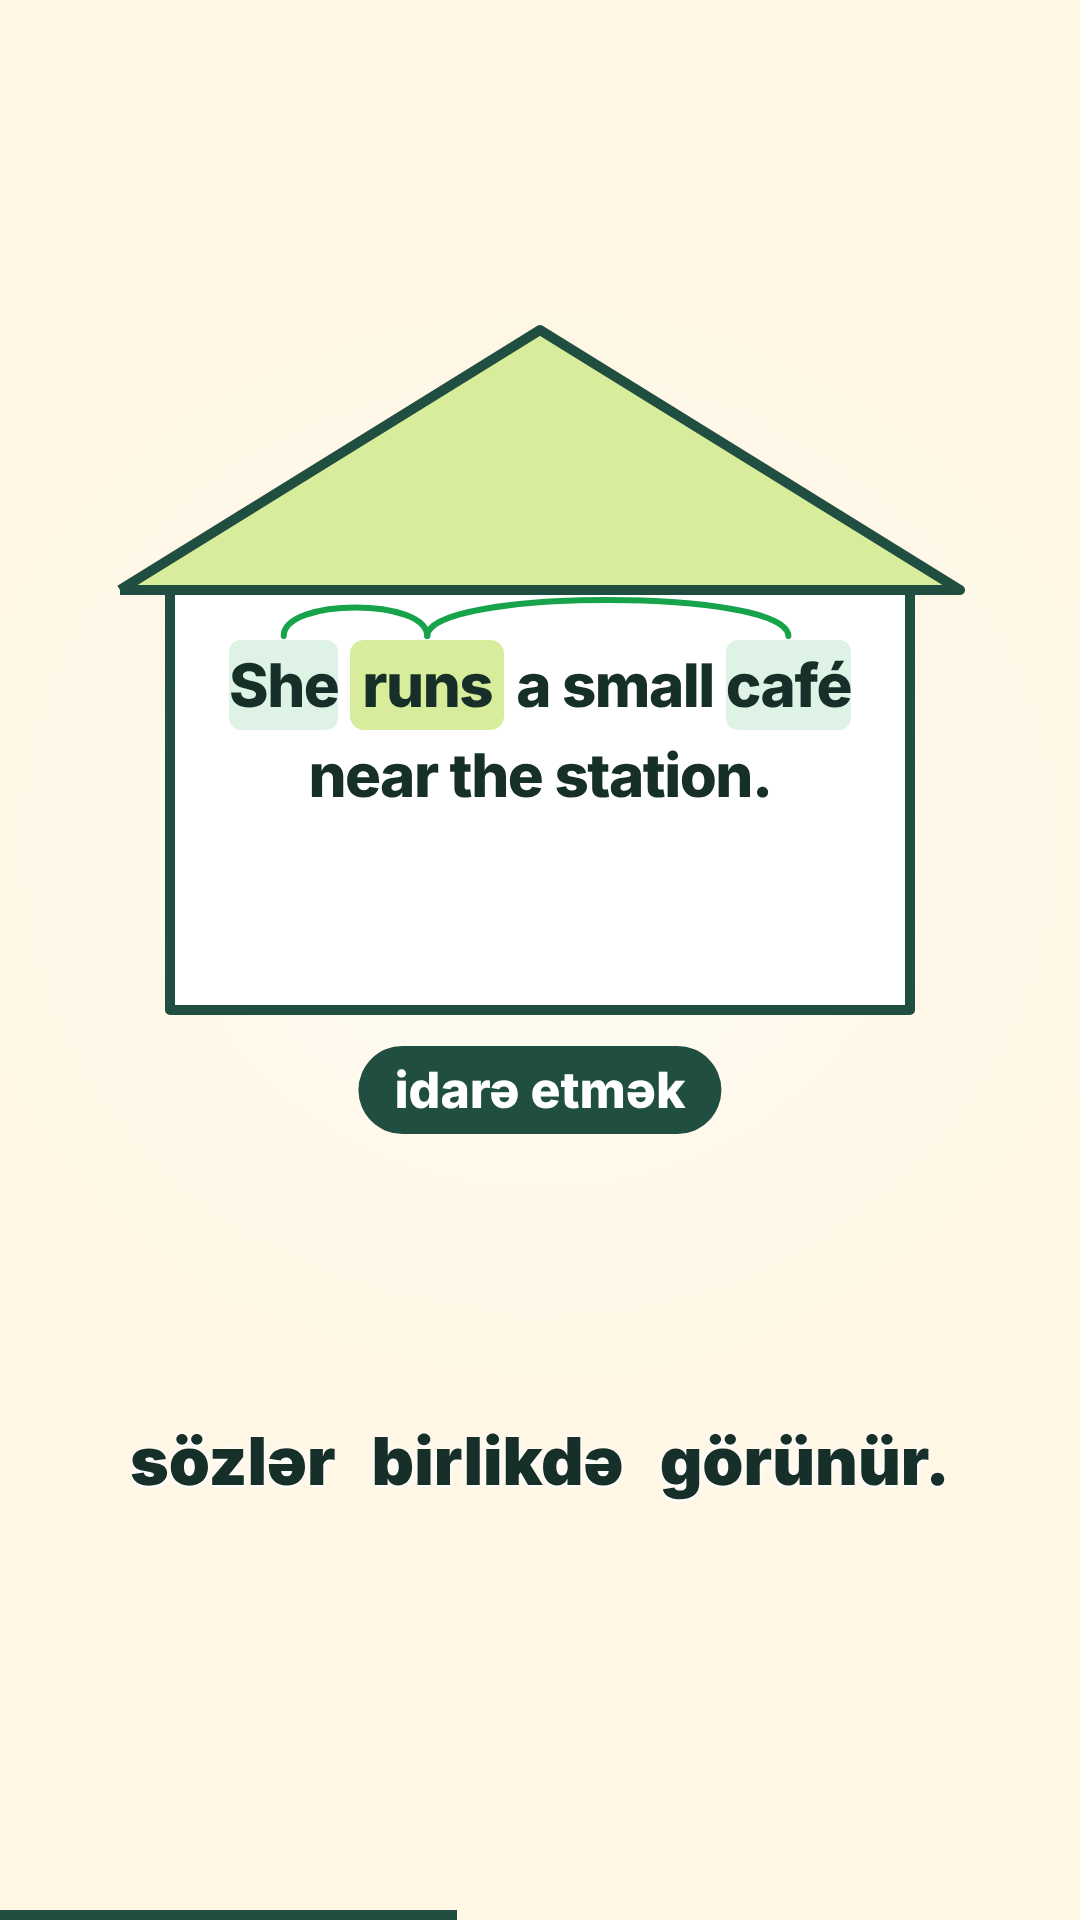 She runs a small café
near the station.
idarə etmək
sözlər birlikdə görünür.